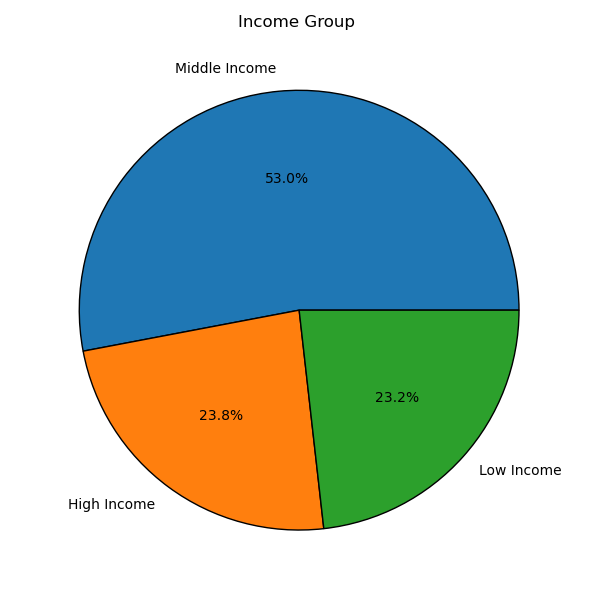 Income Group
Middle Income
53.0%
23.8%
23.2%
High Income
Low Income